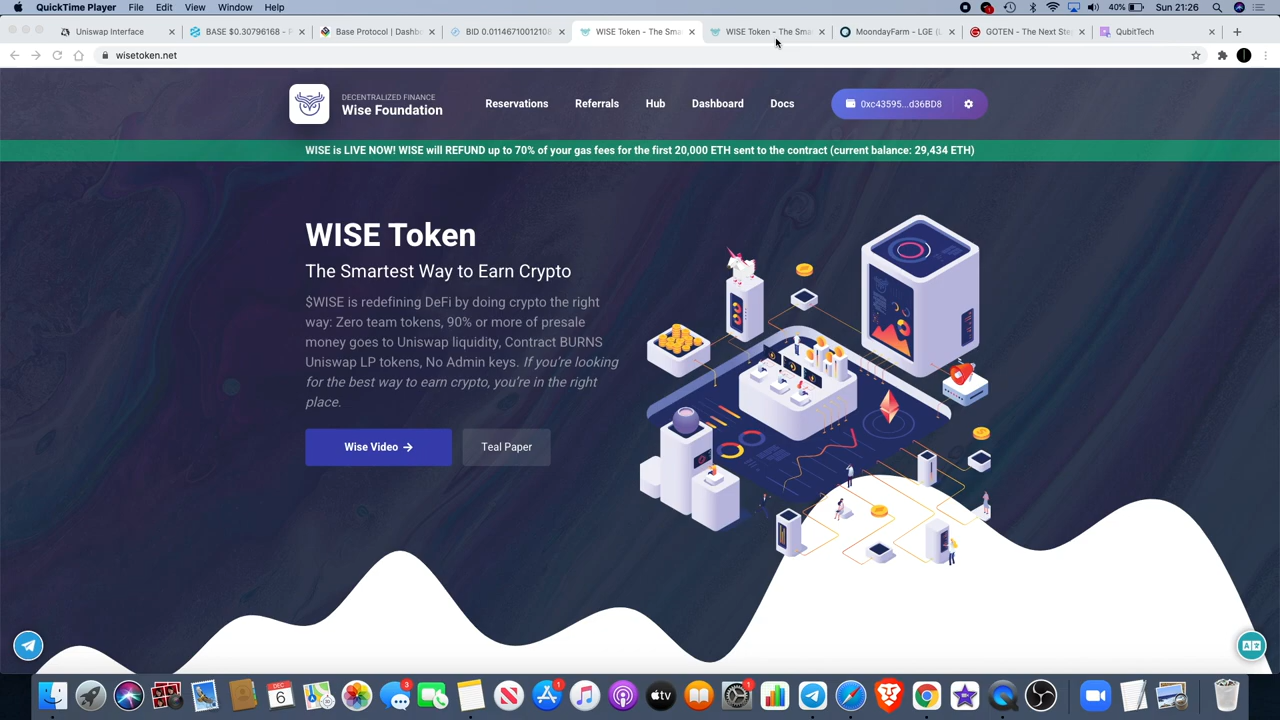 QuickTime Player File Edit View Window Help
40% Sun 21:26
Uniswap Interface
BASE $0.30796168 -
Base Protocol | Dashb
BID 0.01146710012108
WISE Token - The Sma
WISE Token - The Sma
MoondayFarm - LGE (L
GOTEN - The Next Ste
QubitTech
wisetoken.net
DECENTRALIZED FINANCE
Wise Foundation
Reservations
Referrals
Hub
Dashboard
Docs
0xc43595...d36BD8
WISE is LIVE NOW! WISE will REFUND up to 70% of your gas fees for the first 20,000 ETH sent to the contract (current balance: 29,434 ETH)
WISE Token
The Smartest Way to Earn Crypto
$WISE is redefining DeFi by doing crypto the right
way: Zero team tokens, 90% or more of presale
money goes to Uniswap liquidity, Contract BURNS
Uniswap LP tokens, No Admin keys. If you're looking
for the best way to earn crypto, you're in the right
place.
Wise Video →
Teal Paper
DEC
6
3
1
tv
1